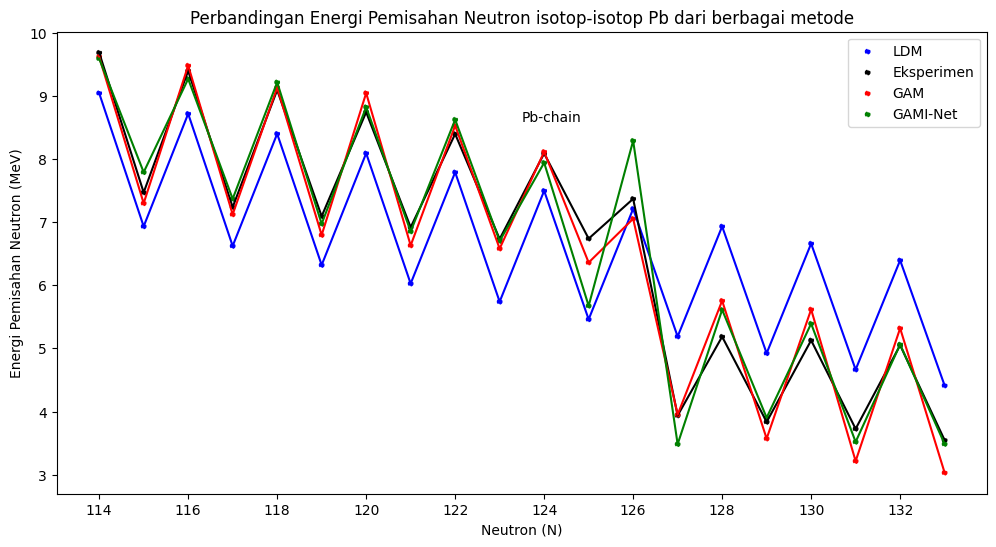 Perbandingan Energi Pemisahan Neutron isotop-isotop Pb dari berbagai metode
Energi Pemisahan Neutron (MeV)
10
9
8
7
6
5
4
3
LDM
Eksperimen
GAM
GAMI-Net
Pb-chain
114
116
118
120
122
124
126
128
130
132
Neutron (N)